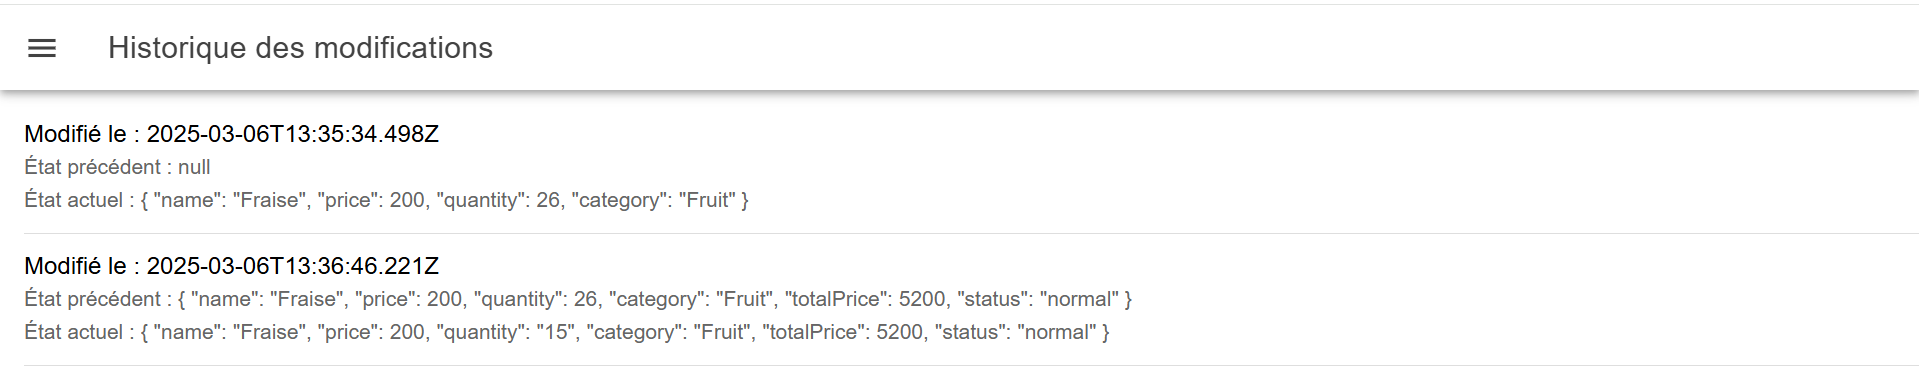 Historique des modifications
Modifié le : 2025-03-06T13:35:34.498Z
État précédent : null
État actuel : { "name": "Fraise", "price": 200, "quantity": 26, "category": "Fruit" }
Modifié le : 2025-03-06T13:36:46.221Z
État précédent : { "name": "Fraise", "price": 200, "quantity": 26, "category": "Fruit", "totalPrice": 5200, "status": "normal" }
État actuel : { "name": "Fraise", "price": 200, "quantity": "15", "category": "Fruit", "totalPrice": 5200, "status": "normal" }